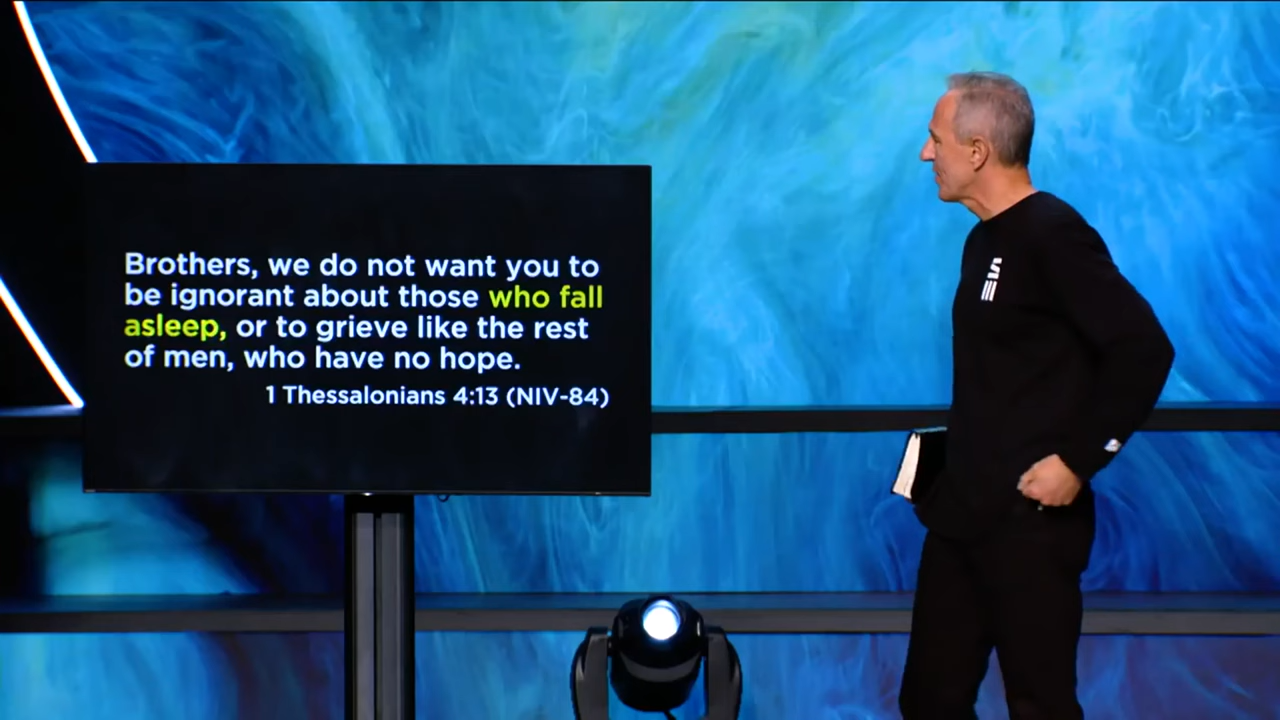 Brothers, we do not want you to
be ignorant about those who fall
asleep, or to grieve like the rest
of men, who have no hope.
1 Thessalonians 4:13 (NIV-84)